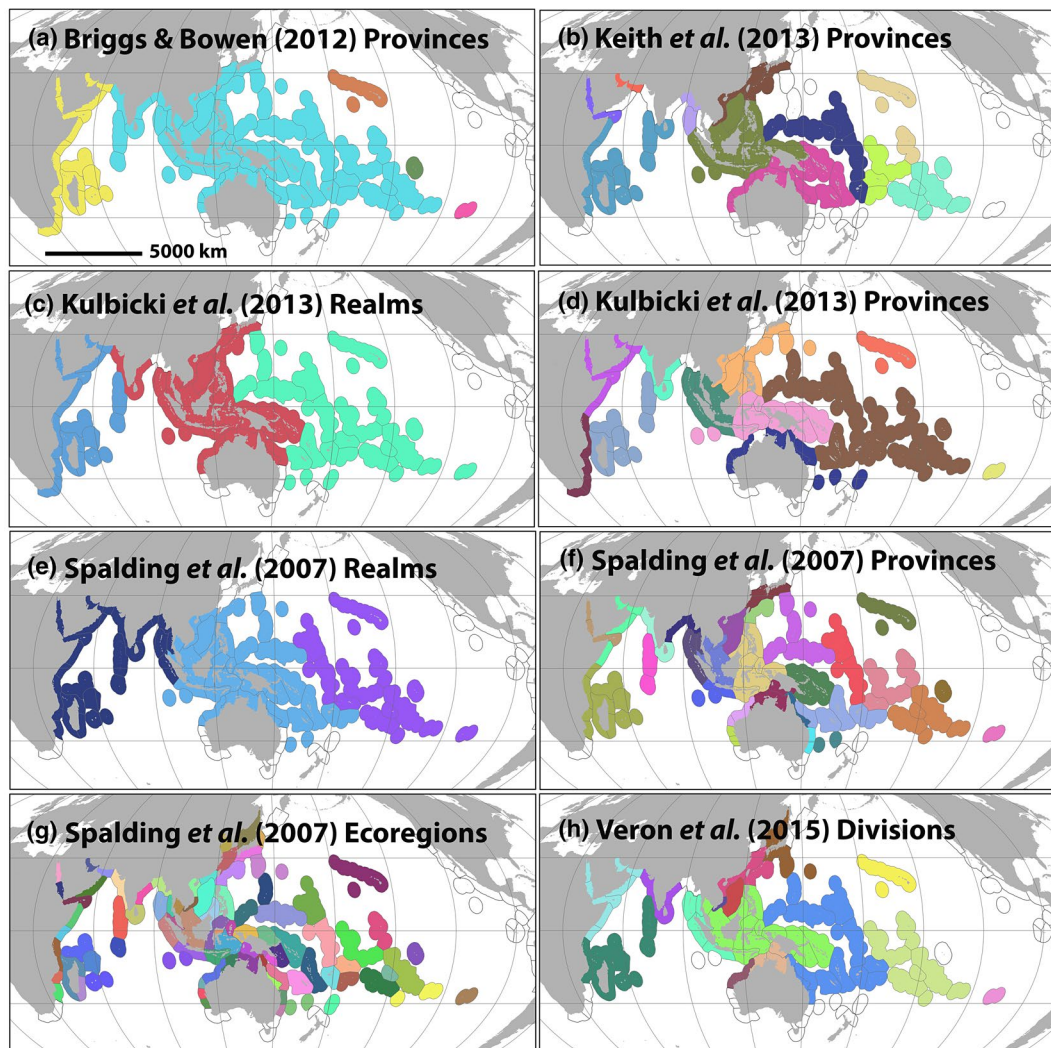 (a) Briggs & Bowen (2012) Provinces
5000 km
(b) Keith et al. (2013) Provinces
(c) Kulbicki et al. (2013) Realms
(d) Kulbicki et al. (2013) Provinces
(e) Spalding et al. (2007) Realms
(f) Spalding et al. (2007) Provinces
(g) Spalding et al. (2007) Ecoregions
(h) Veron et al. (2015) Divisions